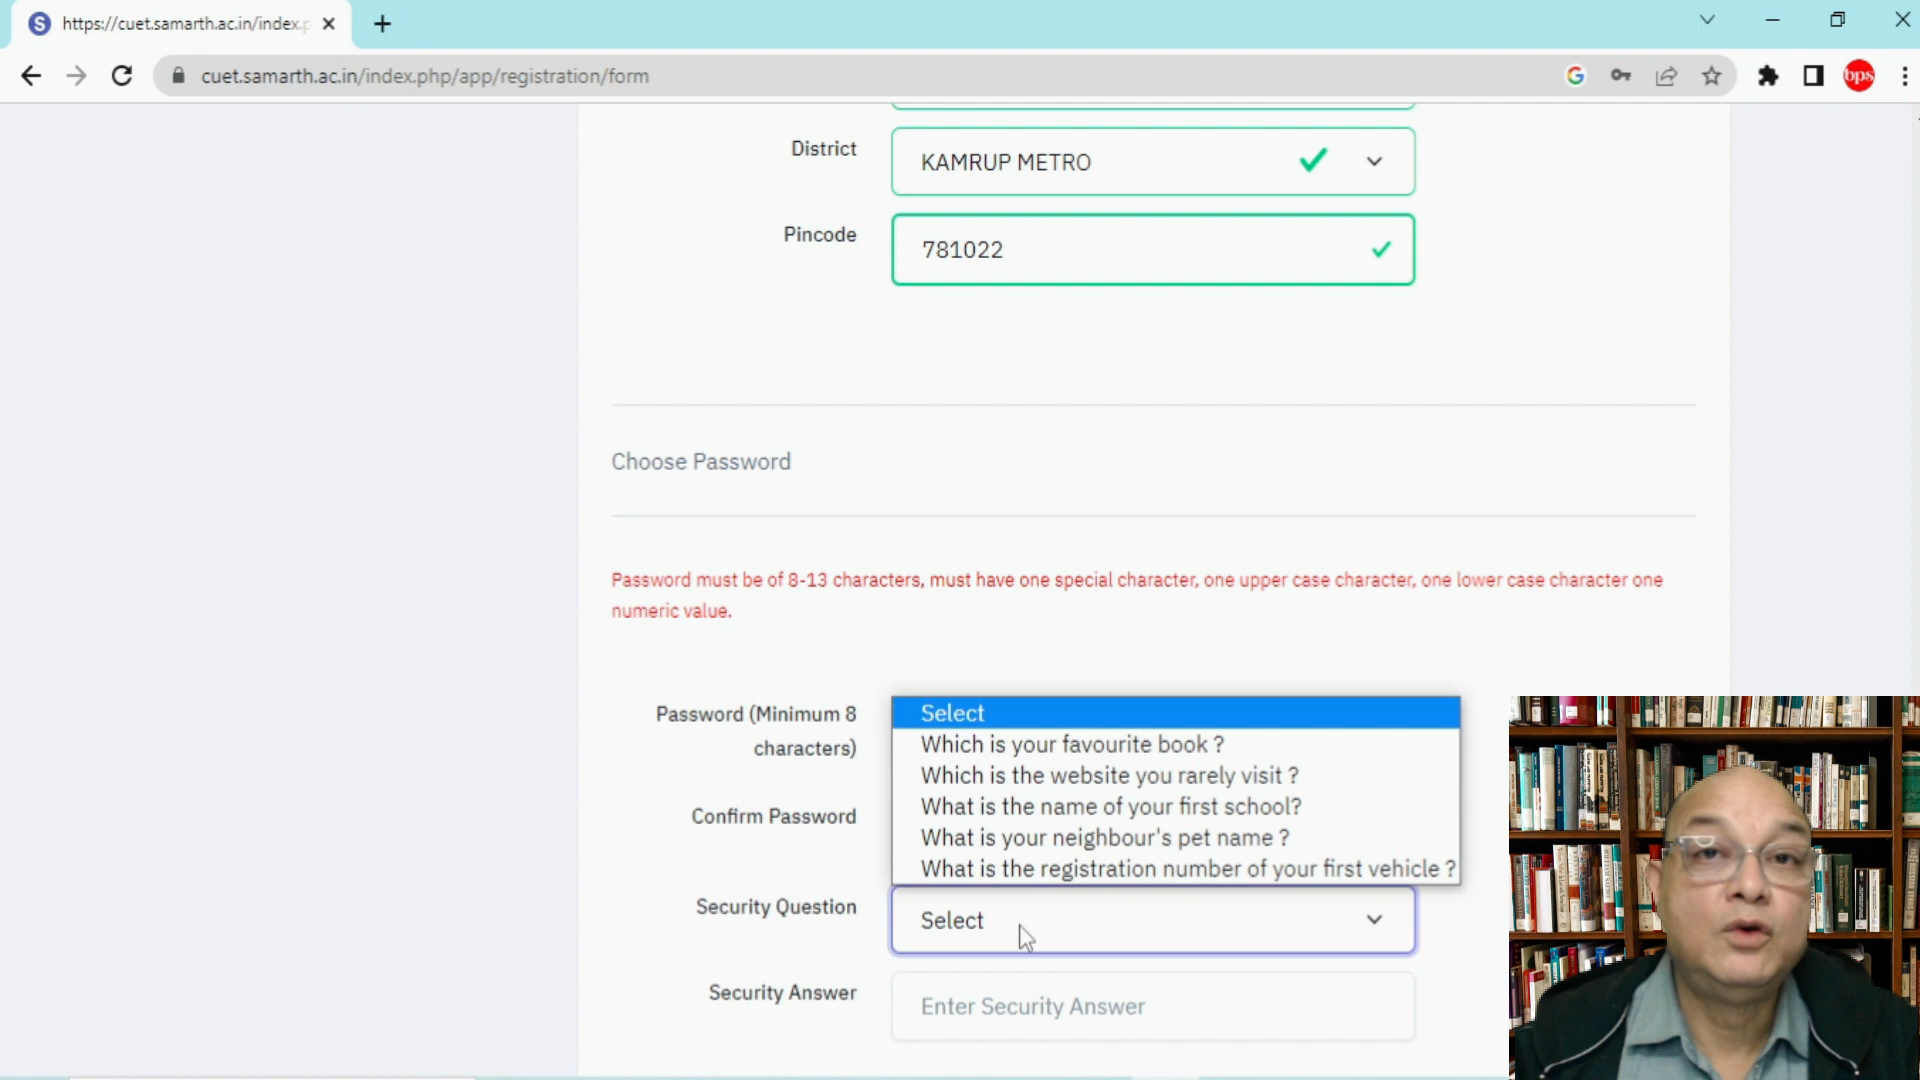 https://cuet.samarth.ac.in/index.p
cuet.samarth.ac.in/index.php/app/registration/form
bps
District
KAMRUP METRO
Pincode
781022
Choose Password
Password must be of 8-13 characters, must have one special character, one upper case character, one lower case character one
numeric value.
Password (Minimum 8
characters)
Select
Which is your favourite book ?
Which is the website you rarely visit ?
What is the name of your first school?
What is your neighbour's pet name ?
What is the registration number of your first vehicle ?
Confirm Password
Security Question
Select
Security Answer
Enter Security Answer